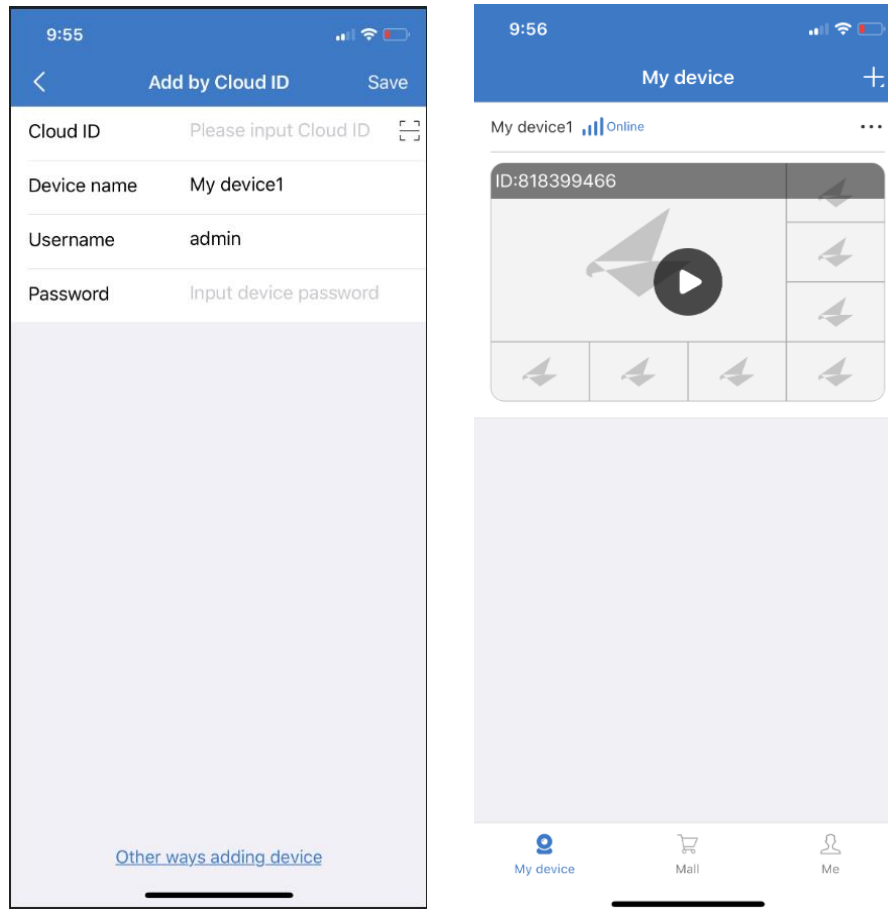 9:55
Add by Cloud ID Save
Cloud ID Please input Cloud ID
Device name My device1
Username admin
Password Input device password
Other ways adding device
9:56
My device
My device1 Online
ID:818399466
My device Mall Me